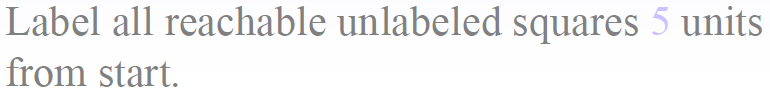 Label all reachable unlabeled squares 5 units
from start.